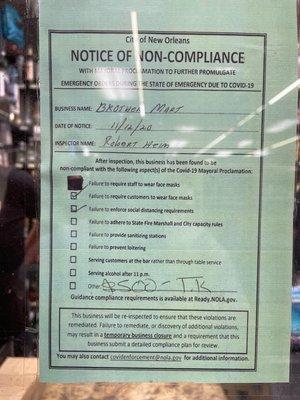 City of New Orleans
NOTICE OF NON-COMPLIANCE
WITH MAYORAL PROCLAMATION TO FURTHER PROMULGATE
EMERGENCY ORDERS DURING THE STATE OF EMERGENCY DUE TO COVID-19
BUSINESS NAME: BROTHERS MART
DATE OF NOTICE: 11/12/20
INSPECTOR NAME: ROBERT HEIM
After inspection, this business has been found to be
non-compliant with the following aspect(s) of the Covid-19 Mayoral Proclamation:
Failure to require staff to wear face masks
Failure to require customers to wear face masks
Failure to enforce social distancing requirements
Failure to adhere to State Fire Marshall and City capacity rules
Failure to provide sanitizing stations
Failure to prevent loitering
Serving customers at the bar rather than through table service
Serving alcohol after 11 p.m.
Other: $500 - TK
Guidance compliance requirements is available at Ready.NOLA.gov.
This business will be re-inspected to ensure that these violations are
remediated. Failure to remediate, or discovery of additional violations,
may result in a temporary business closure and a requirement that this
business submit a detailed compliance plan for review.
You may also contact covidenforcement@nola.gov for additional information.